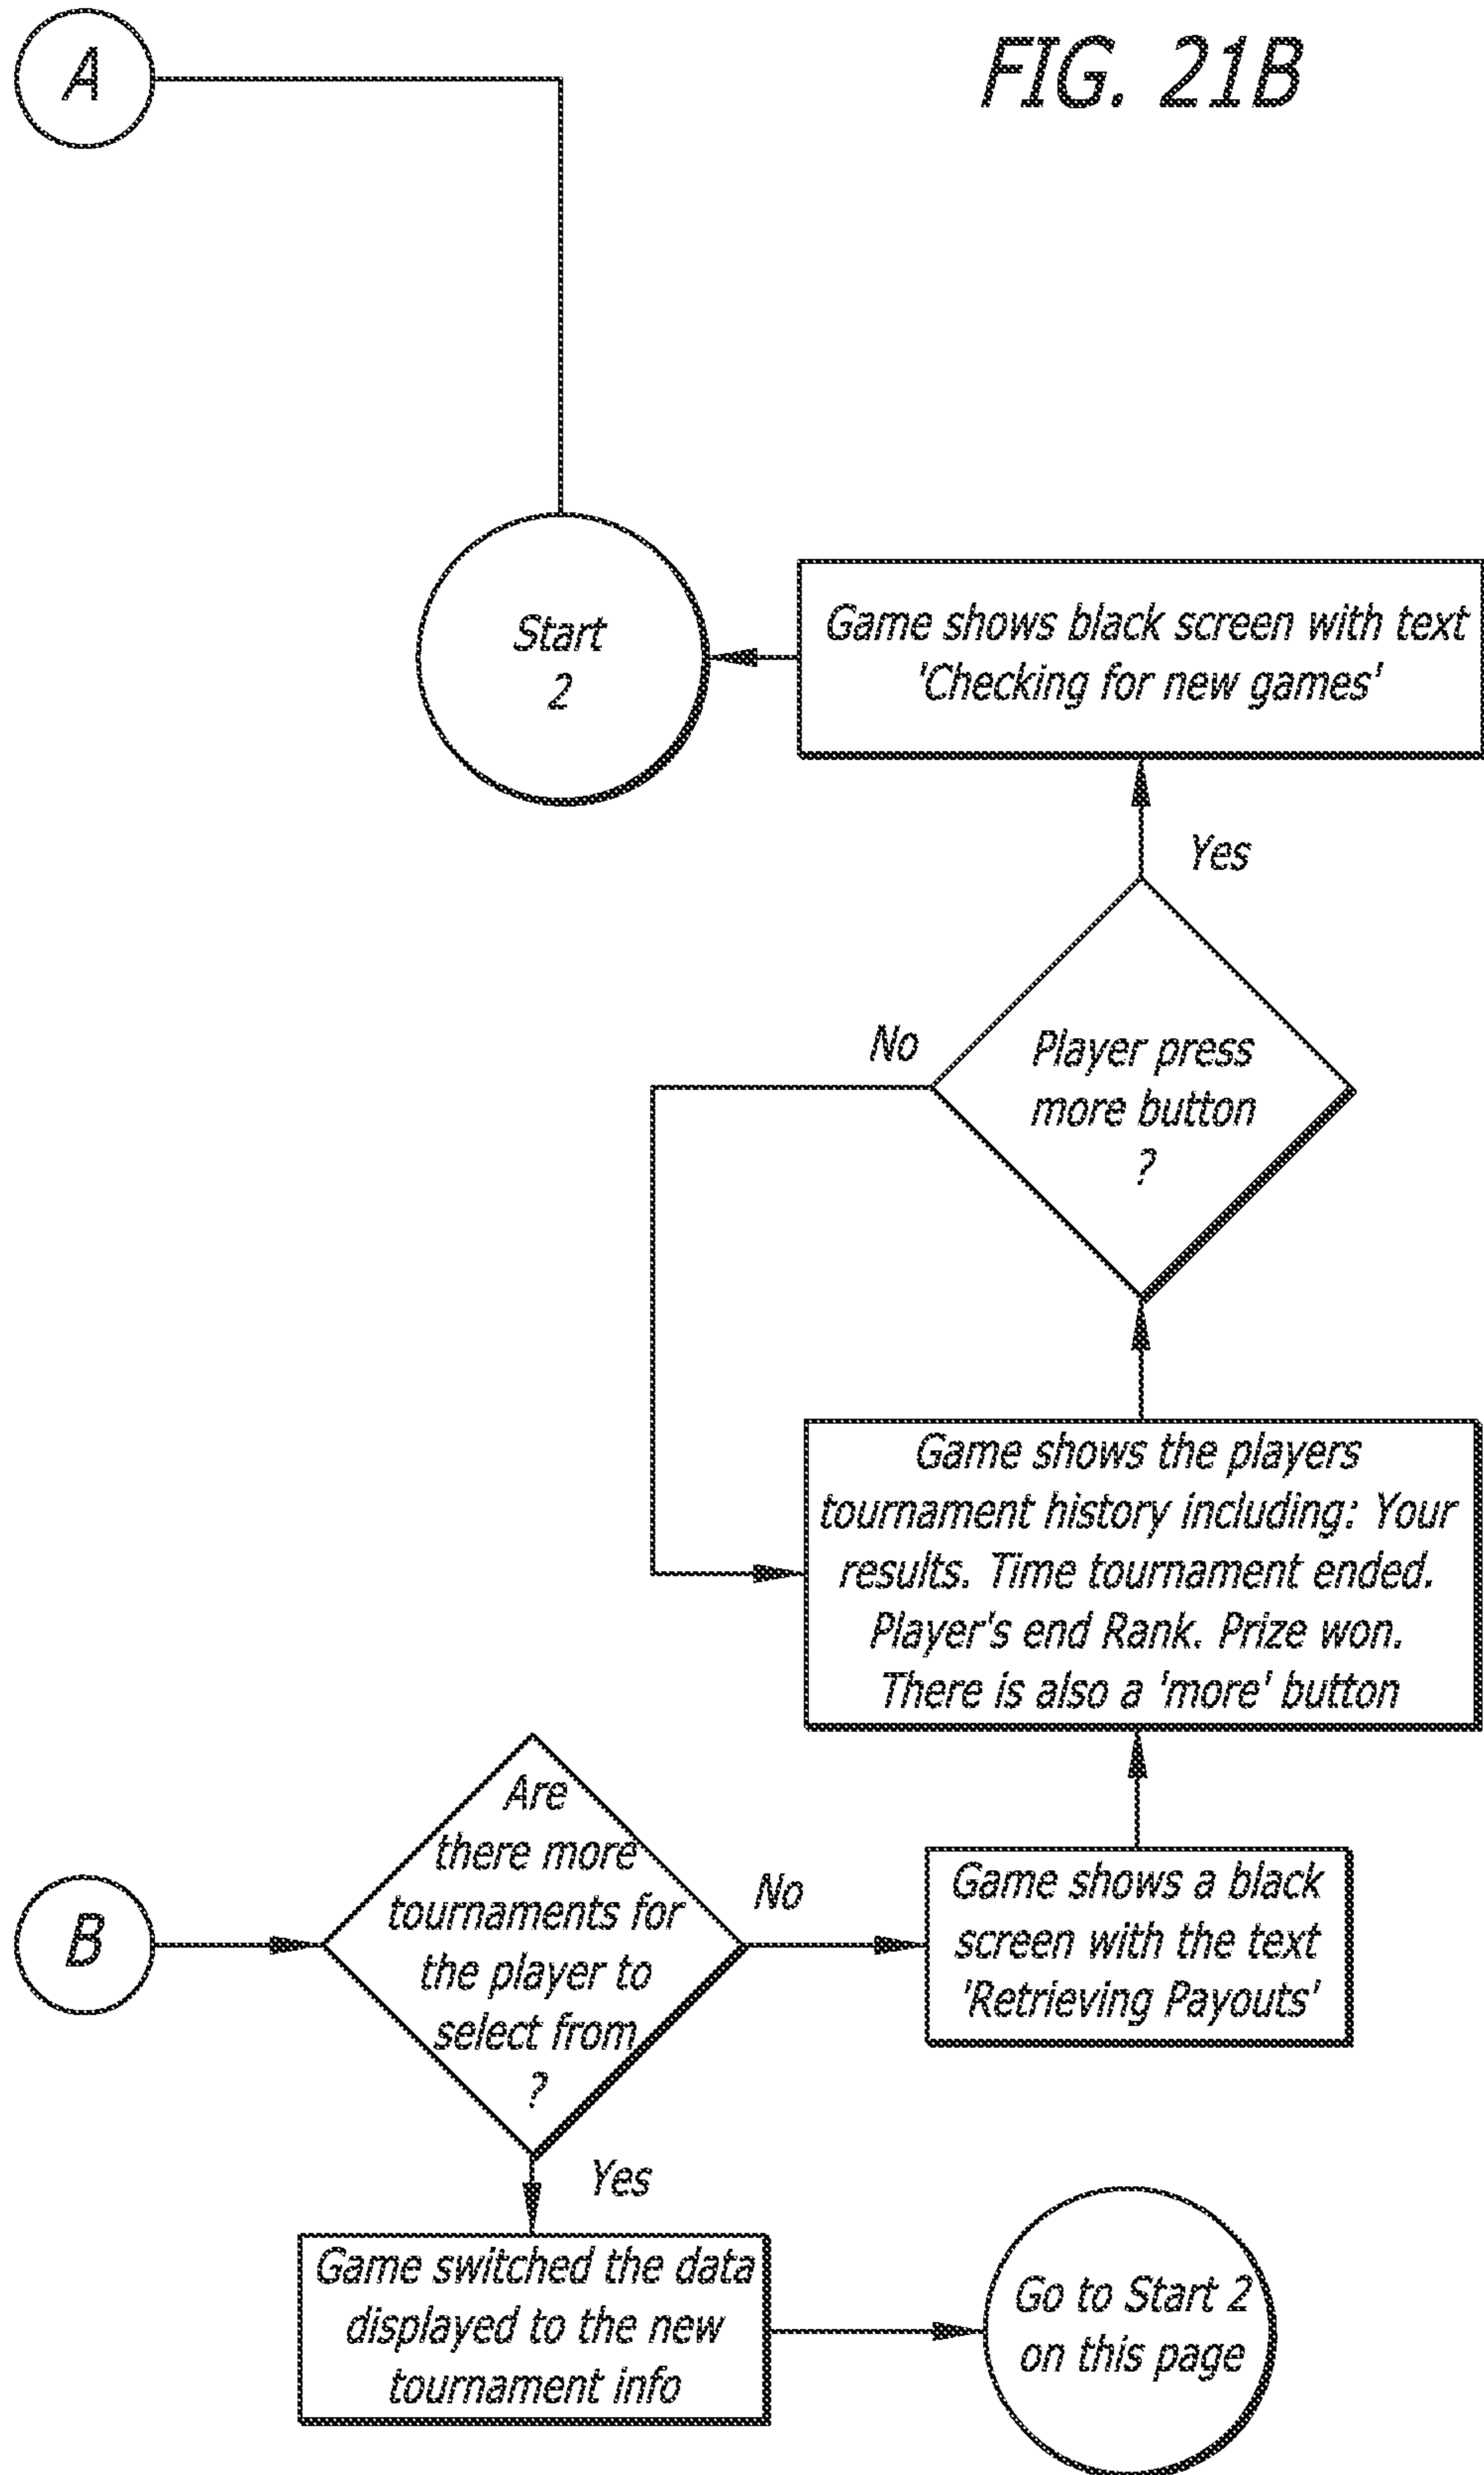 A
FIG. 21B
Start
2
Game shows black screen with text
'Checking for new games'
Yes
No
Player press
more button
?
Game shows the players
tournament history including: Your
results. Time tournament ended.
Player's end Rank. Prize won.
There is also a 'more' button
Are
there more
tournaments for
the player to
select from
?
B
No
Game shows a black
screen with the text
'Retrieving Payouts'
Yes
Game switched the data
displayed to the new
tournament info
Go to Start 2
on this page